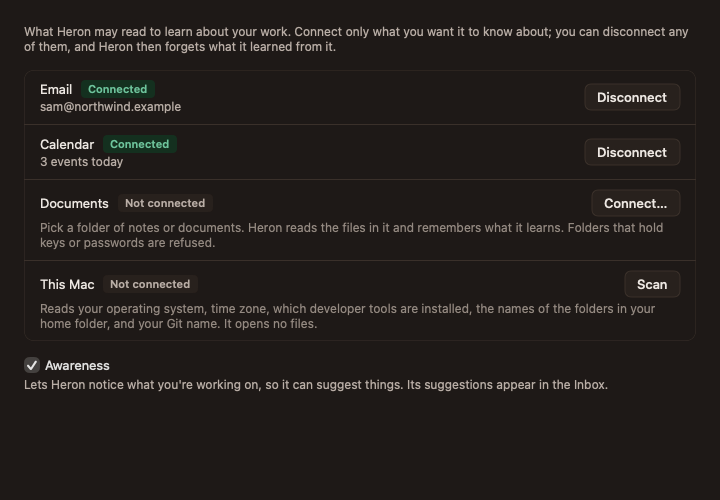 What Heron may read to learn about your work. Connect only what you want it to know about; you can disconnect any
of them, and Heron then forgets what it learned from it.
Email Connected
sam@northwind.example
Disconnect
Calendar Connected
3 events today
Disconnect
Documents Not connected
Connect...
Pick a folder of notes or documents. Heron reads the files in it and remembers what it learns. Folders that hold
keys or passwords are refused.
This Mac Not connected
Scan
Reads your operating system, time zone, which developer tools are installed, the names of the folders in your
home folder, and your Git name. It opens no files.
Awareness
Lets Heron notice what you're working on, so it can suggest things. Its suggestions appear in the Inbox.